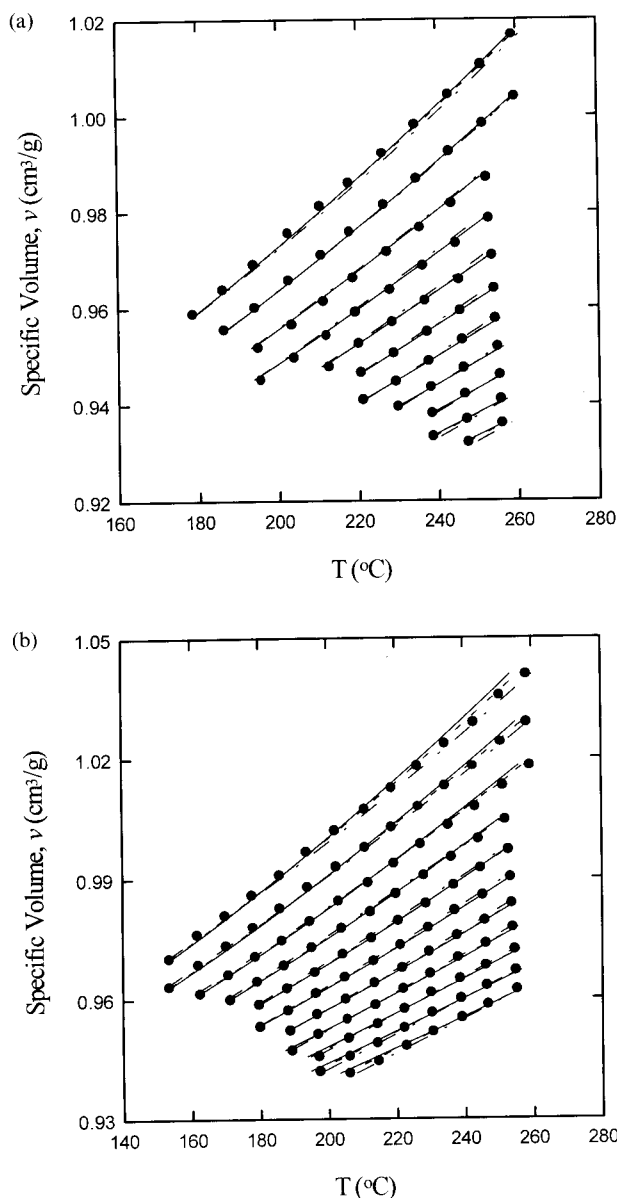 (a)
1.02
1.00
0.98
0.96
0.94
0.92
Specific Volume, v (cm³/g)
160 180 200 220 240 260 280
T (°C)
(b)
1.05
1.02
0.99
0.96
0.93
Specific Volume, v (cm³/g)
140 160 180 200 220 240 260 280
T (°C)